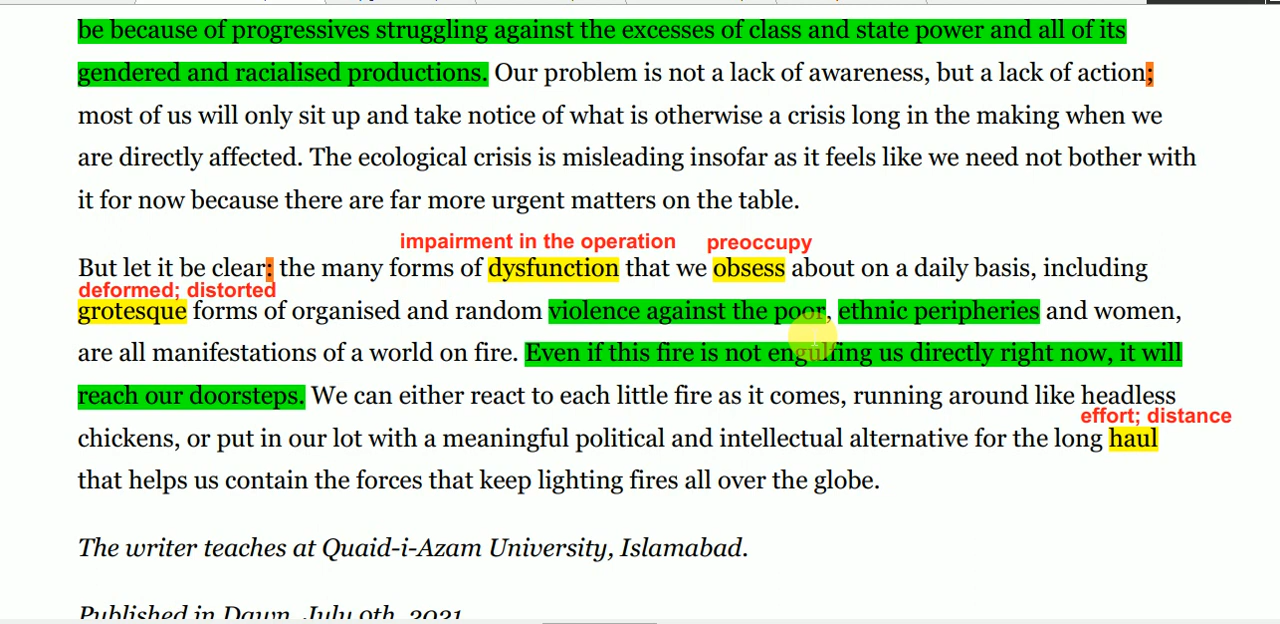 be because of progressives struggling against the excesses of class and state power and all of its
gendered and racialised productions. Our problem is not a lack of awareness, but a lack of action;
most of us will only sit up and take notice of what is otherwise a crisis long in the making when we
are directly affected. The ecological crisis is misleading insofar as it feels like we need not bother with
it for now because there are far more urgent matters on the table.
impairment in the operation preoccupy
But let it be clear: the many forms of dysfunction that we obsess about on a daily basis, including
deformed; distorted
grotesque forms of organised and random violence against the poor, ethnic peripheries and women,
are all manifestations of a world on fire. Even if this fire is not engulfing us directly right now, it will
reach our doorsteps. We can either react to each little fire as it comes, running around like headless
effort; distance
chickens, or put in our lot with a meaningful political and intellectual alternative for the long haul
that helps us contain the forces that keep lighting fires all over the globe.
The writer teaches at Quaid-i-Azam University, Islamabad.
Published in Dawn, July 9th, 2021